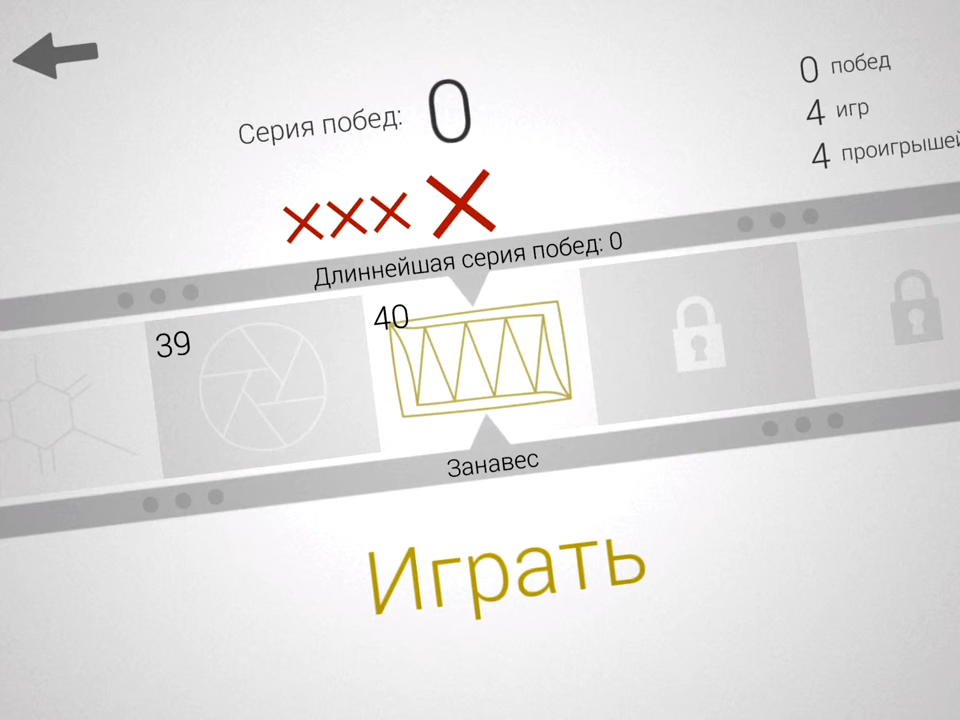 Серия побед: 0
0 побед
4 игр
4 проигрышей
Длиннейшая серия побед: 0
39
40
Занавес
Играть